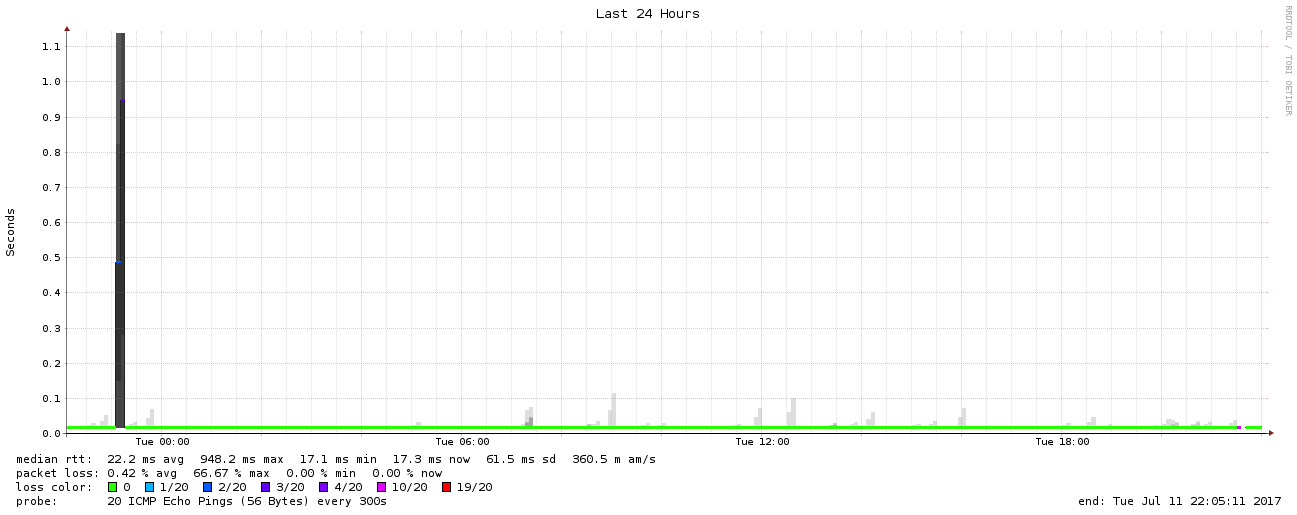 Last 24 Hours
RRDTOOL / TOBI OETIKER
Seconds
1.1
1.0
0.9
0.8
0.7
0.6
0.5
0.4
0.3
0.2
0.1
0.0
Tue 00:00 Tue 06:00 Tue 12:00 Tue 18:00
median rtt: 22.2 ms avg 948.2 ms max 17.1 ms min 17.3 ms now 61.5 ms sd 360.5 m am/s
packet loss: 0.42 % avg 66.67 % max 0.00 % min 0.00 % now
loss color: 0 1/20 2/20 3/20 4/20 10/20 19/20
probe: 20 ICMP Echo Pings (56 Bytes) every 300s end: Tue Jul 11 22:05:11 2017